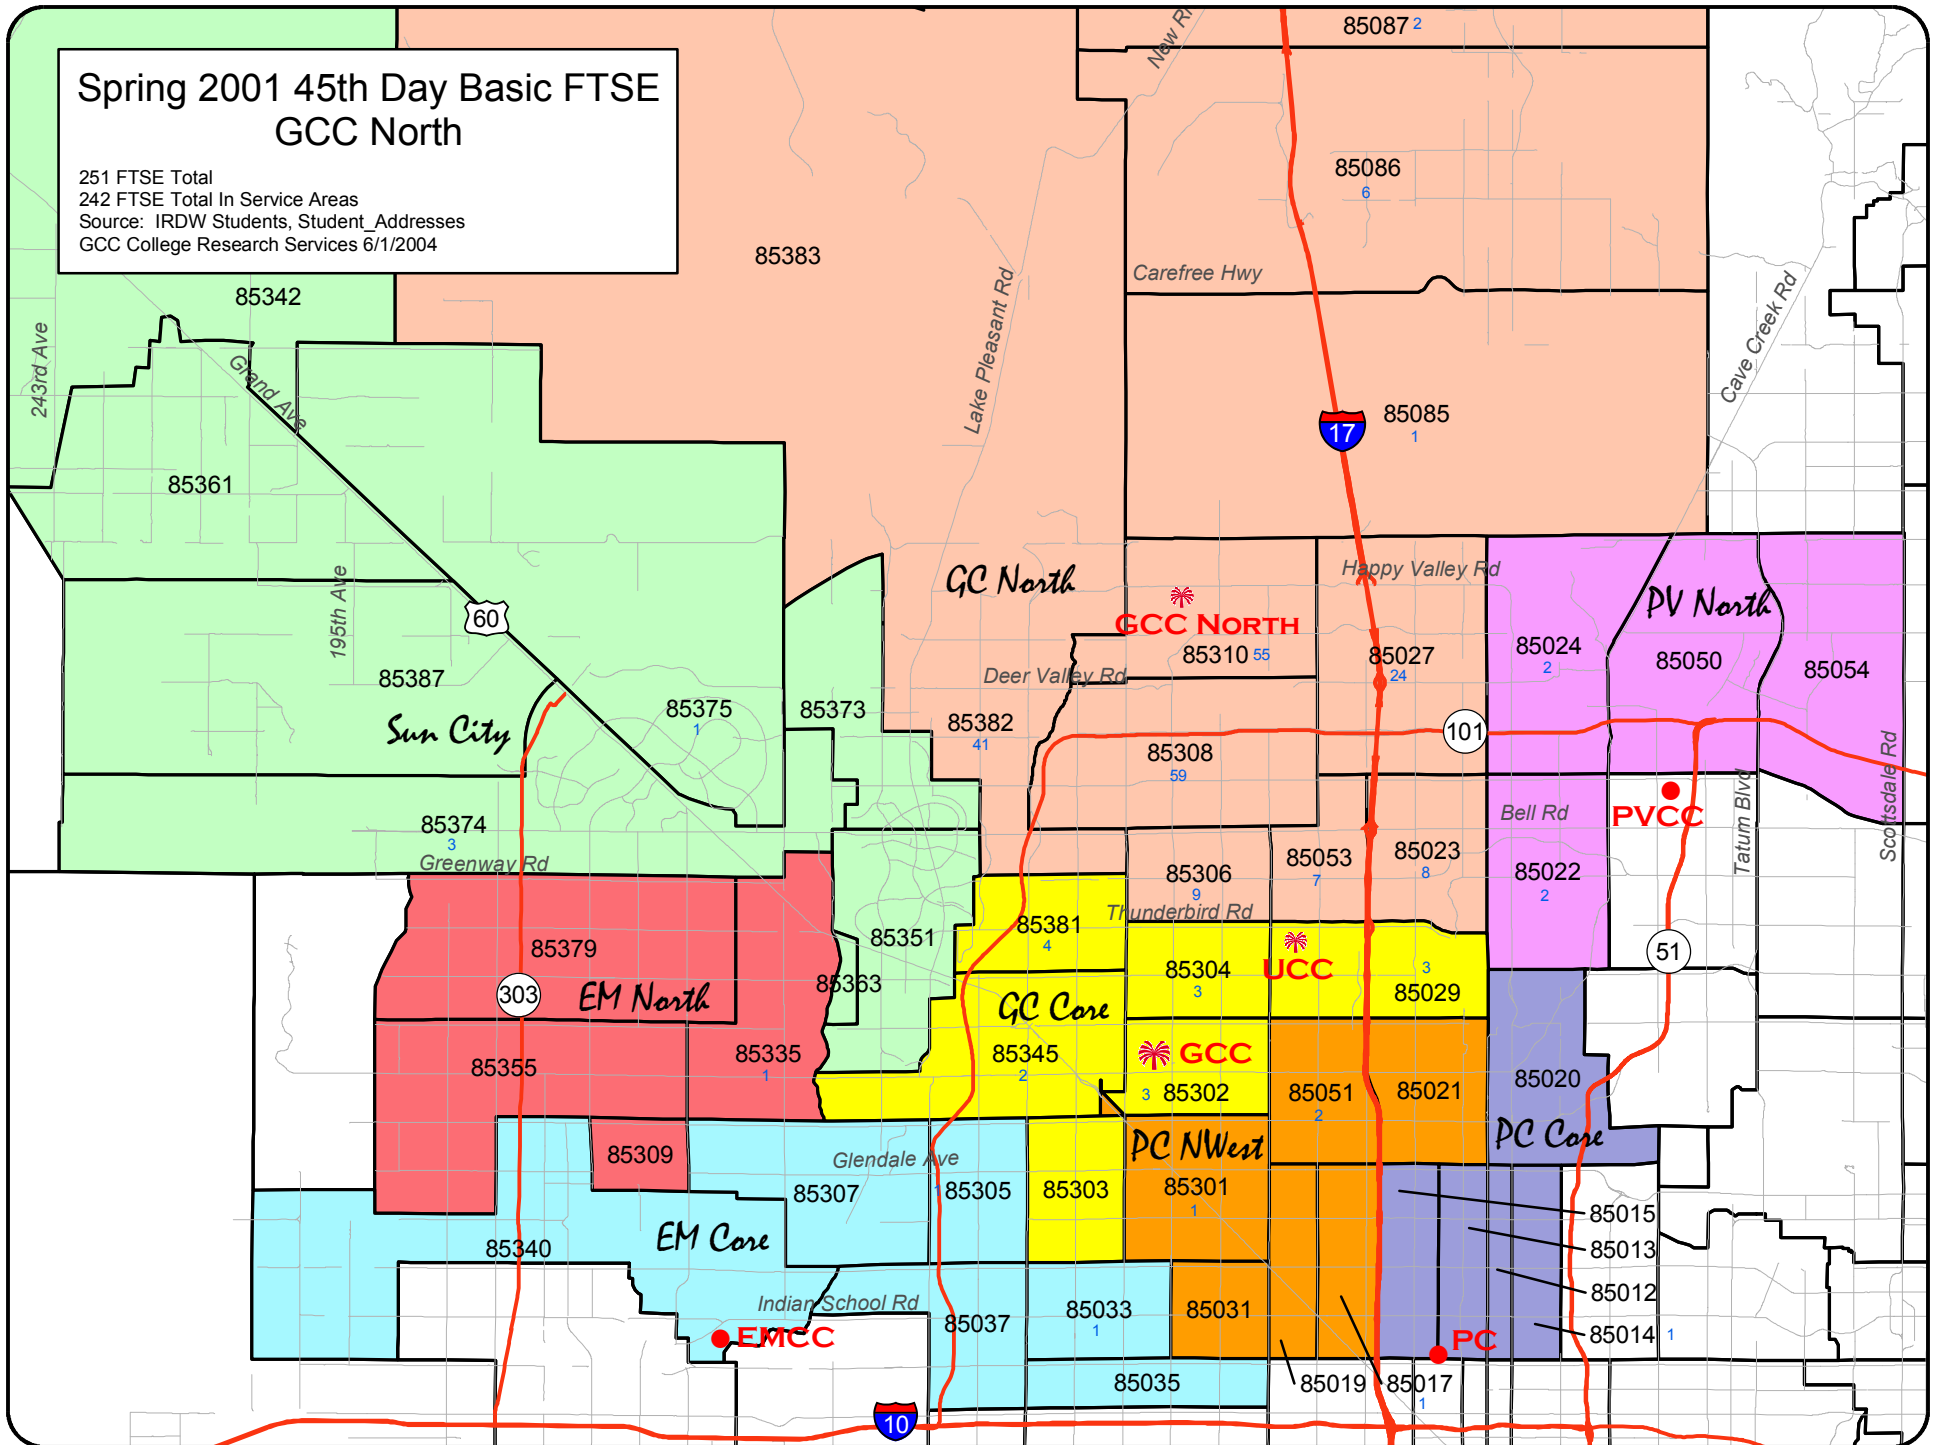 Spring 2001 45th Day Basic FTSE
GCC North
251 FTSE Total
242 FTSE Total In Service Areas
Source: IRDW Students, Student_Addresses
GCC College Research Services 6/1/2004
85087 2
New Ri
85086
6
85383
Carefree Hwy
85342
243rd Ave
Grand Ave
Lake Pleasant Rd
Cave Creek Rd
85085
1
17
85361
195th Ave
60
GC North
GCC North
85310 55
Happy Valley Rd
85027
24
PV North
85024
2
85050
85054
Deer Valley Rd
85387
Sun City
85375
1
85373
85382
41
85308
59
101
Scottsdale Rd
Tatum Blvd
PVCC
Bell Rd
85374
3
Greenway Rd
85306
9
85053
7
85023
8
85022
2
Thunderbird Rd
85381
4
85351
85379
85363
303
EM North
GC Core
85304
3
UCC
3
85029
51
85355
85335
1
85345
2
GCC
3 85302
85051
2
85021
85020
PC Core
PC NWest
85309
Glendale Ave
85307
1
85305
85303
85301
1
85015
85013
85012
85014 1
85340
EM Core
Indian School Rd
EMCC
85037
85033
1
85031
PC
85035
85019
85017
1
10